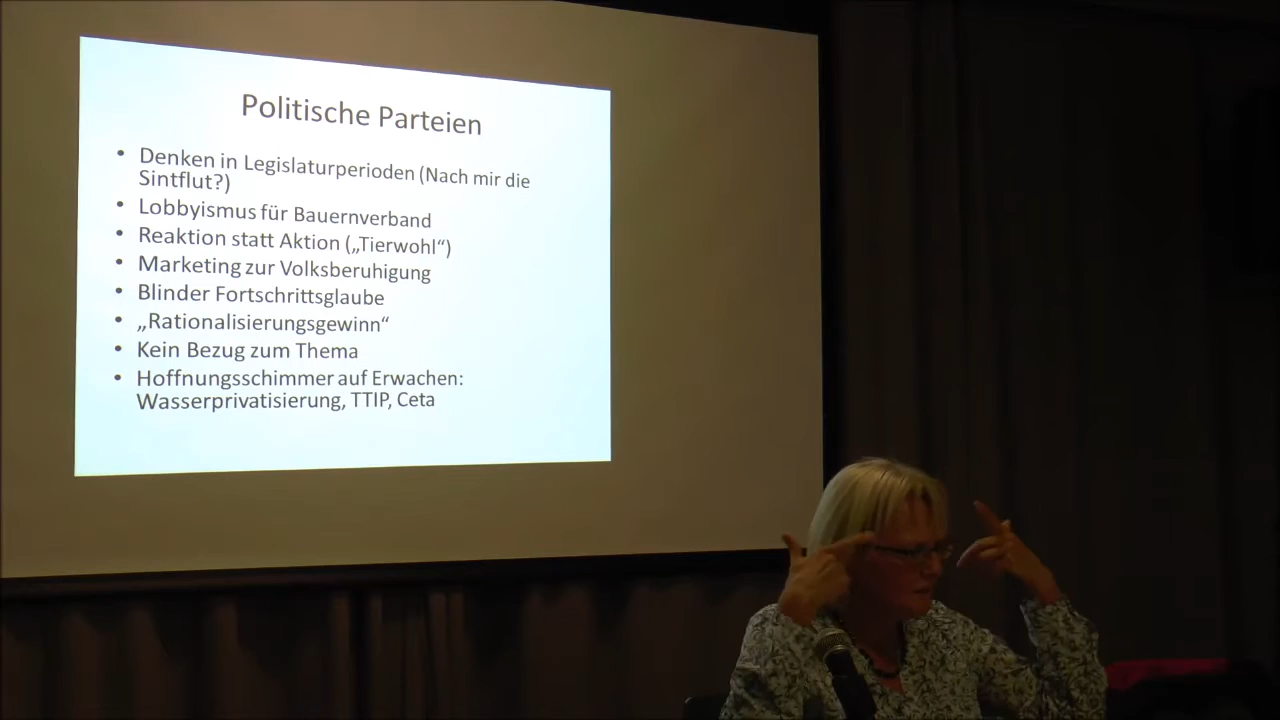 Politische Parteien
• Denken in Legislaturperioden (Nach mir die
Sintflut?)
• Lobbyismus für Bauernverband
• Reaktion statt Aktion („Tierwohl“)
• Marketing zur Volksberuhigung
• Blinder Fortschrittsglaube
• „Rationalisierungsgewinn“
• Kein Bezug zum Thema
• Hoffnungsschimmer auf Erwachen:
Wasserprivatisierung, TTIP, Ceta